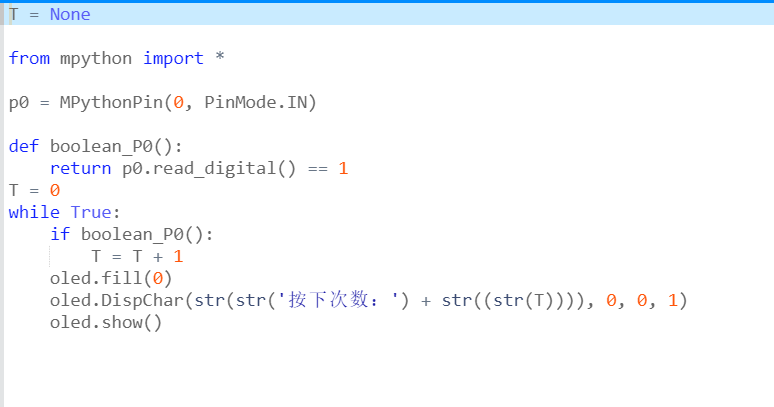 T = None
from mpython import *
p0 = MPythonPin(0, PinMode.IN)
def boolean_P0():
    return p0.read_digital() == 1
T = 0
while True:
    if boolean_P0():
        T = T + 1
    oled.fill(0)
    oled.DispChar(str(str('按下次数：') + str((str(T)))), 0, 0, 1)
    oled.show()